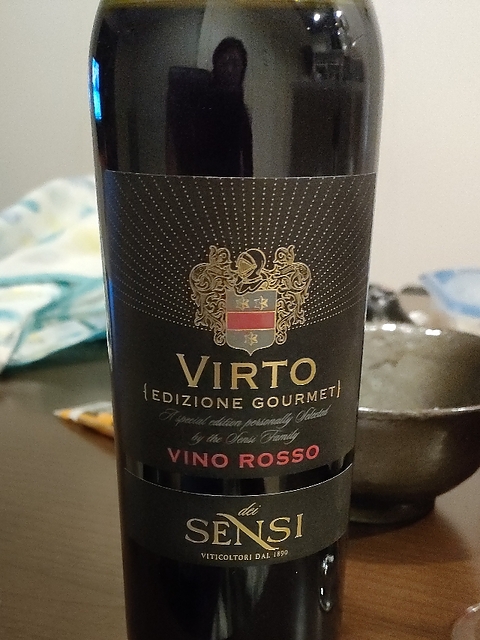 VIRTO
{EDIZIONE GOURMET}
A special edition personally Selected
by the Sensi Family
VINO ROSSO
dei
SENSI
VITICOLTORI DAL 1890